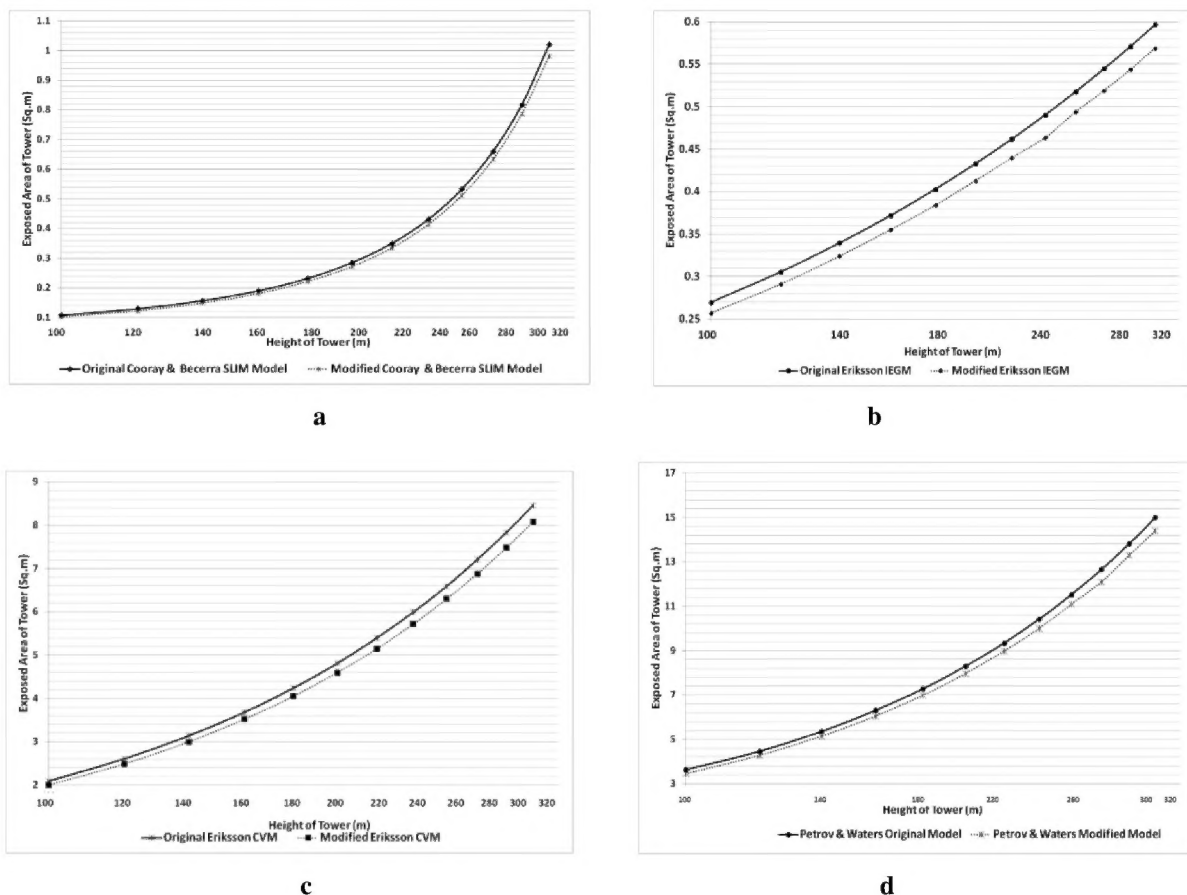 1.1
1
0.9
0.8
0.7
0.6
0.5
0.4
0.3
0.2
0.1
Exposed Area of Tower (Sq.m)
100 120 140 160 180 200 220 240 260 280 300 320
Height of Tower (m)
Original Cooray & Becerra SLIM Model Modified Cooray & Becerra SLIM Model
a
0.6
0.55
0.5
0.45
0.4
0.35
0.3
0.25
Exposed Area of Tower (Sq.m)
100 140 180 240 280 320
Height of Tower (m)
Original Eriksson IEGM Modified Eriksson IEGM
b
9
8
7
6
5
4
3
2
Exposed Area of Tower (Sq.m)
100 120 140 160 180 200 220 240 260 280 300 320
Height of Tower (m)
Original Eriksson CVM Modified Eriksson CVM
c
17
15
13
11
9
7
5
3
Exposed Area of Tower (Sq.m)
100 140 180 220 260 300 320
Height of Tower (m)
Petrov & Waters Original Model Petrov & Waters Modified Model
d